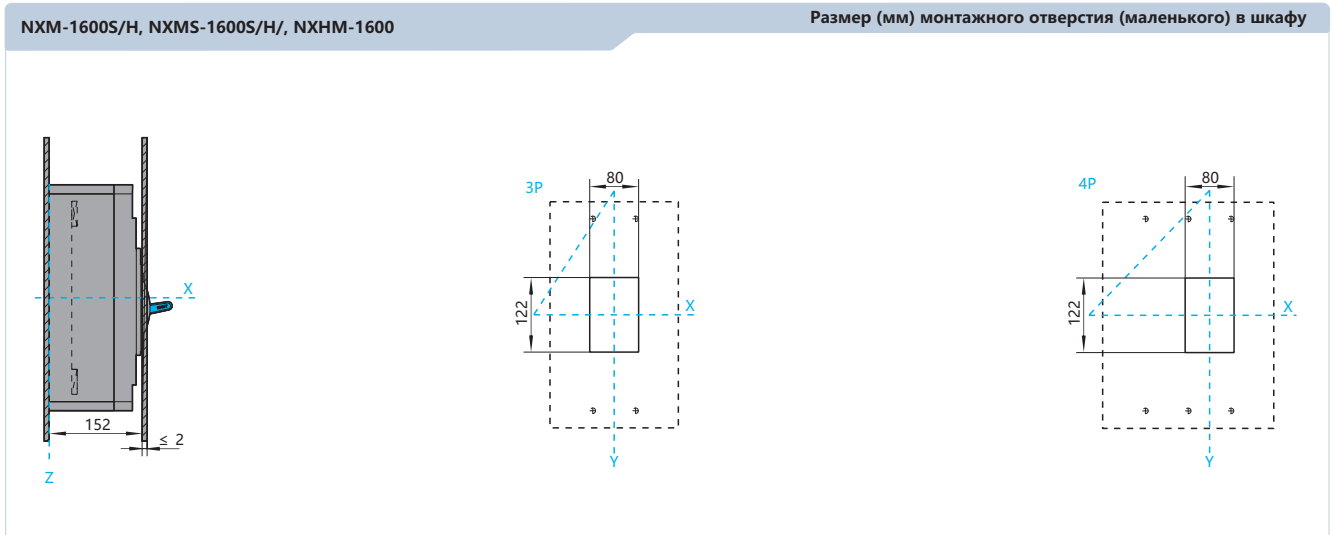 NXM-1600S/H, NXMS-1600S/H/, NXHM-1600
Размер (мм) монтажного отверстия (маленького) в шкафу
X
152
≤ 2
Z
3P
80
122
X
Y
4P
80
122
X
Y